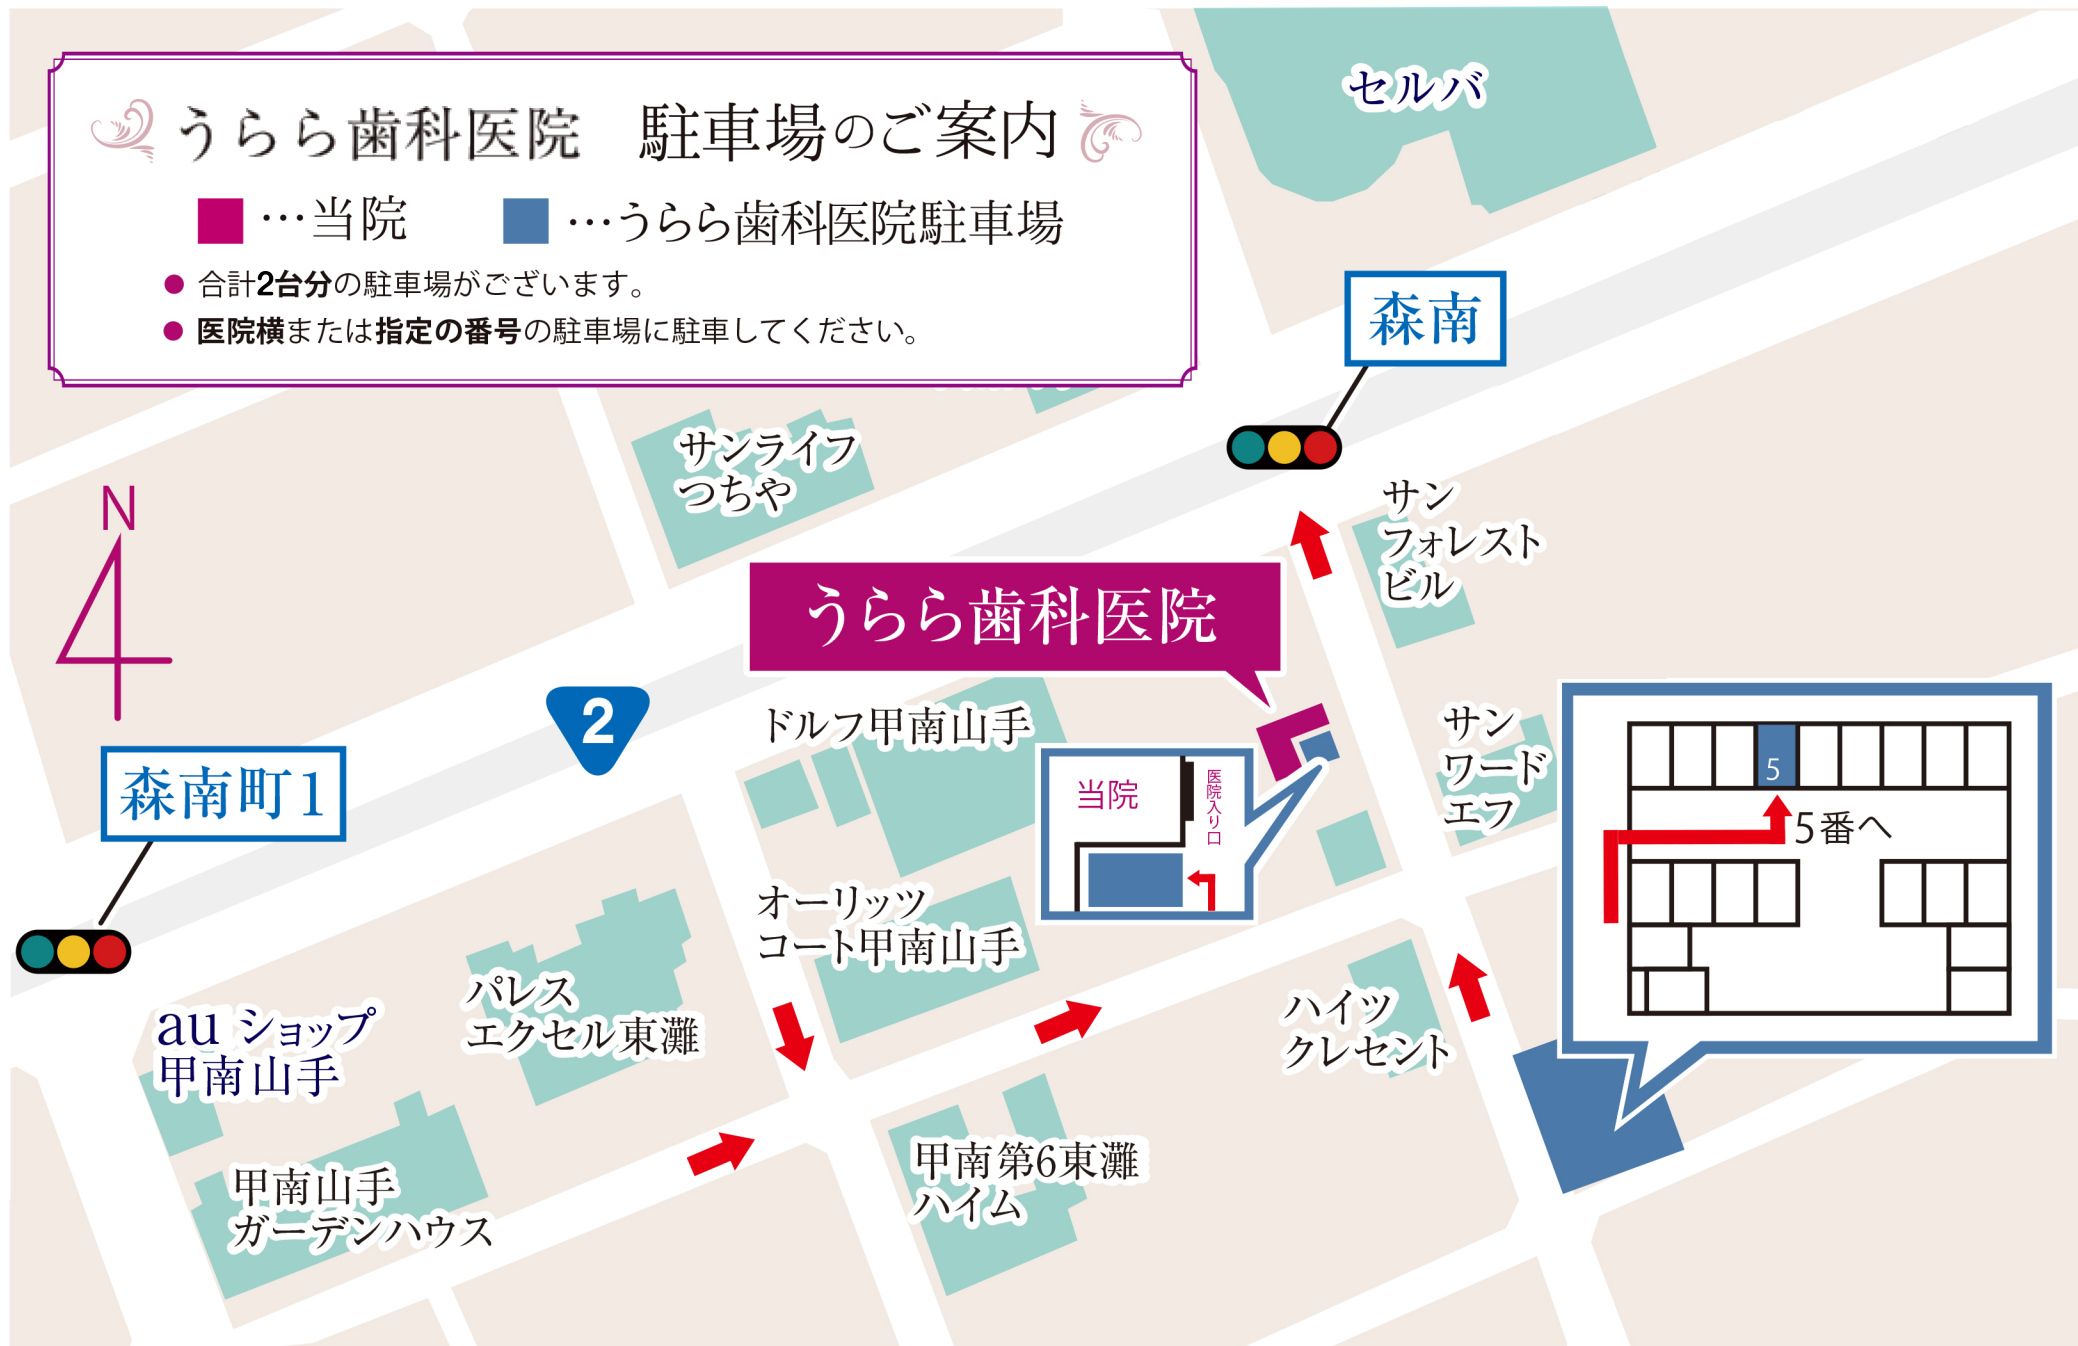 うらら歯科医院 駐車場のご案内
…当院 …うらら歯科医院駐車場
● 合計2台分の駐車場がございます。
● 医院横または指定の番号の駐車場に駐車してください。
セルバ
森南
サンライフ
つちや
N
サン
フォレスト
ビル
うらら歯科医院
2
ドルフ甲南山手
サン
ワード
エフ
当院
医院入り口
5
5番へ
森南町1
オーリッツ
コート甲南山手
パレス
エクセル東灘
au ショップ
甲南山手
ハイツ
クレセント
甲南第6東灘
ハイム
甲南山手
ガーデンハウス